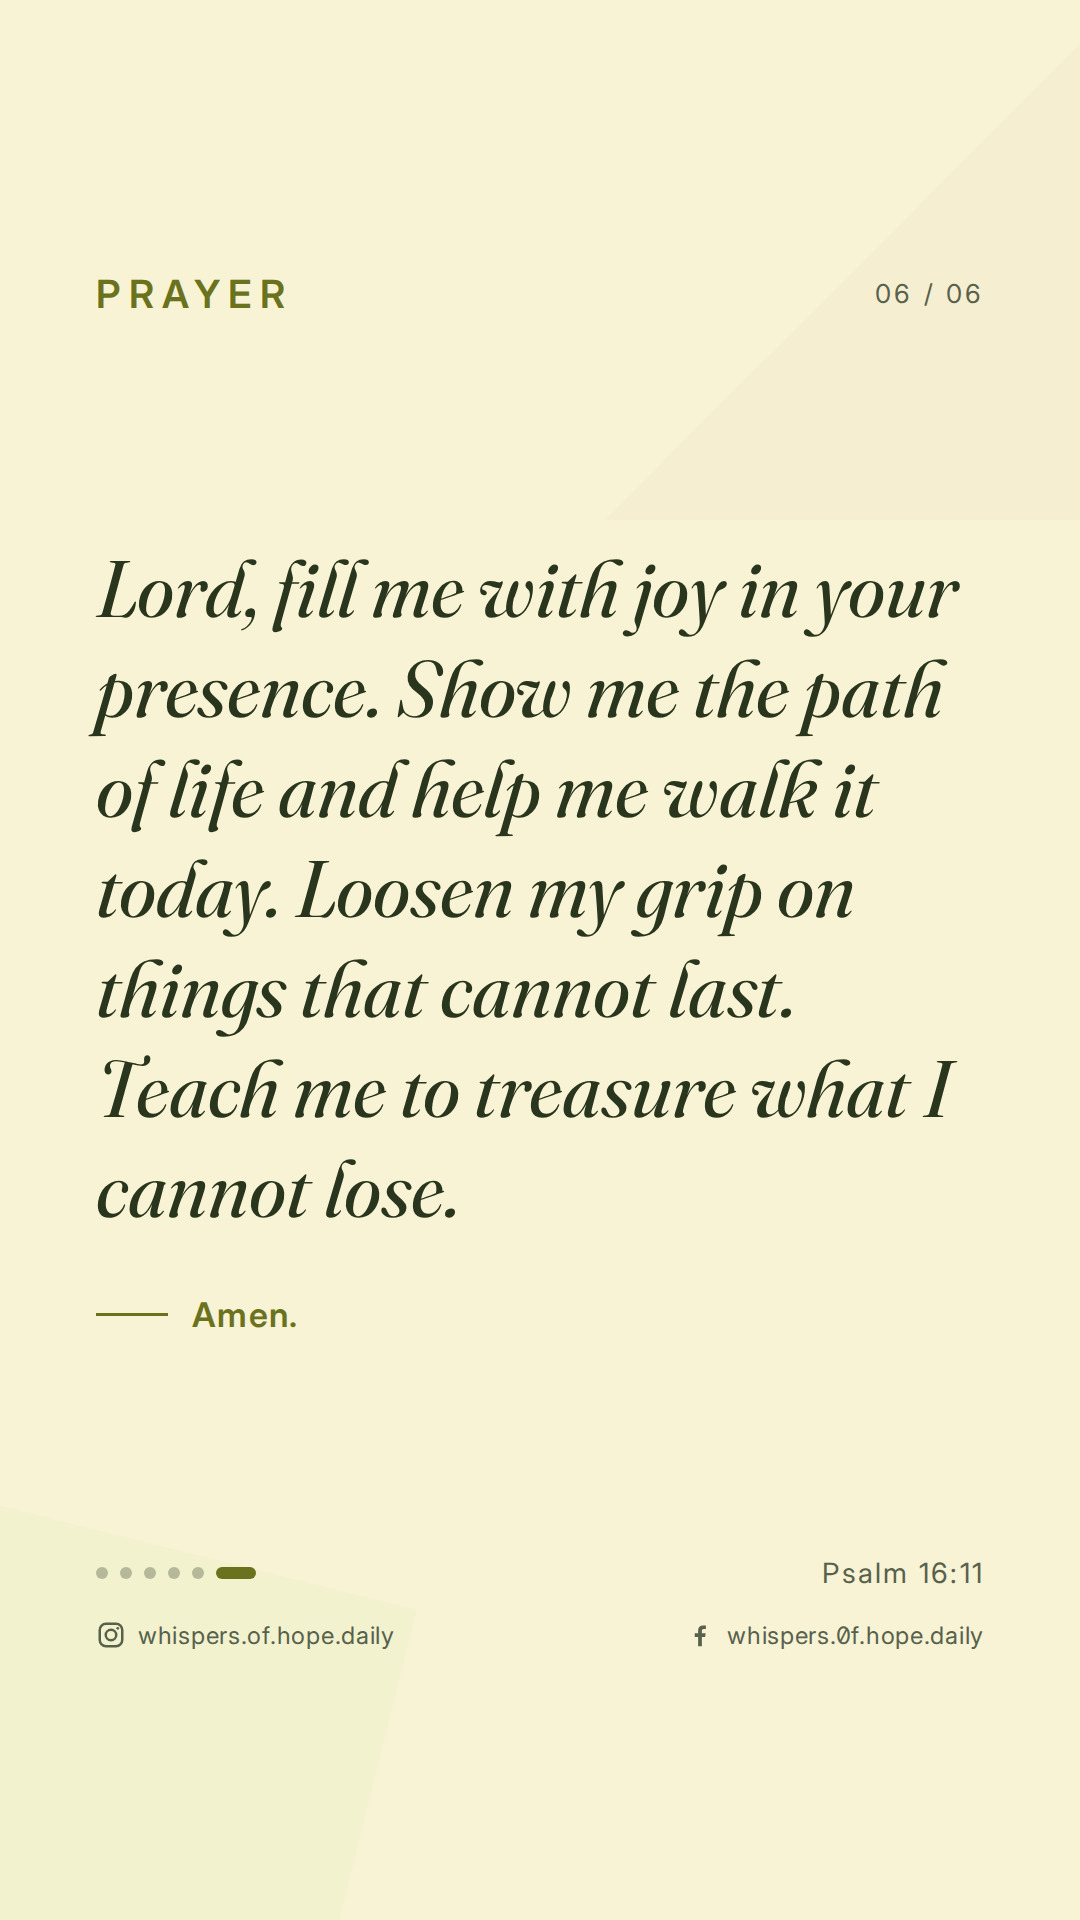 PRAYER
06 / 06
Lord, fill me with joy in your
presence. Show me the path
of life and help me walk it
today. Loosen my grip on
things that cannot last.
Teach me to treasure what I
cannot lose.
Amen.
Psalm 16:11
whispers.of.hope.daily
whispers.0f.hope.daily